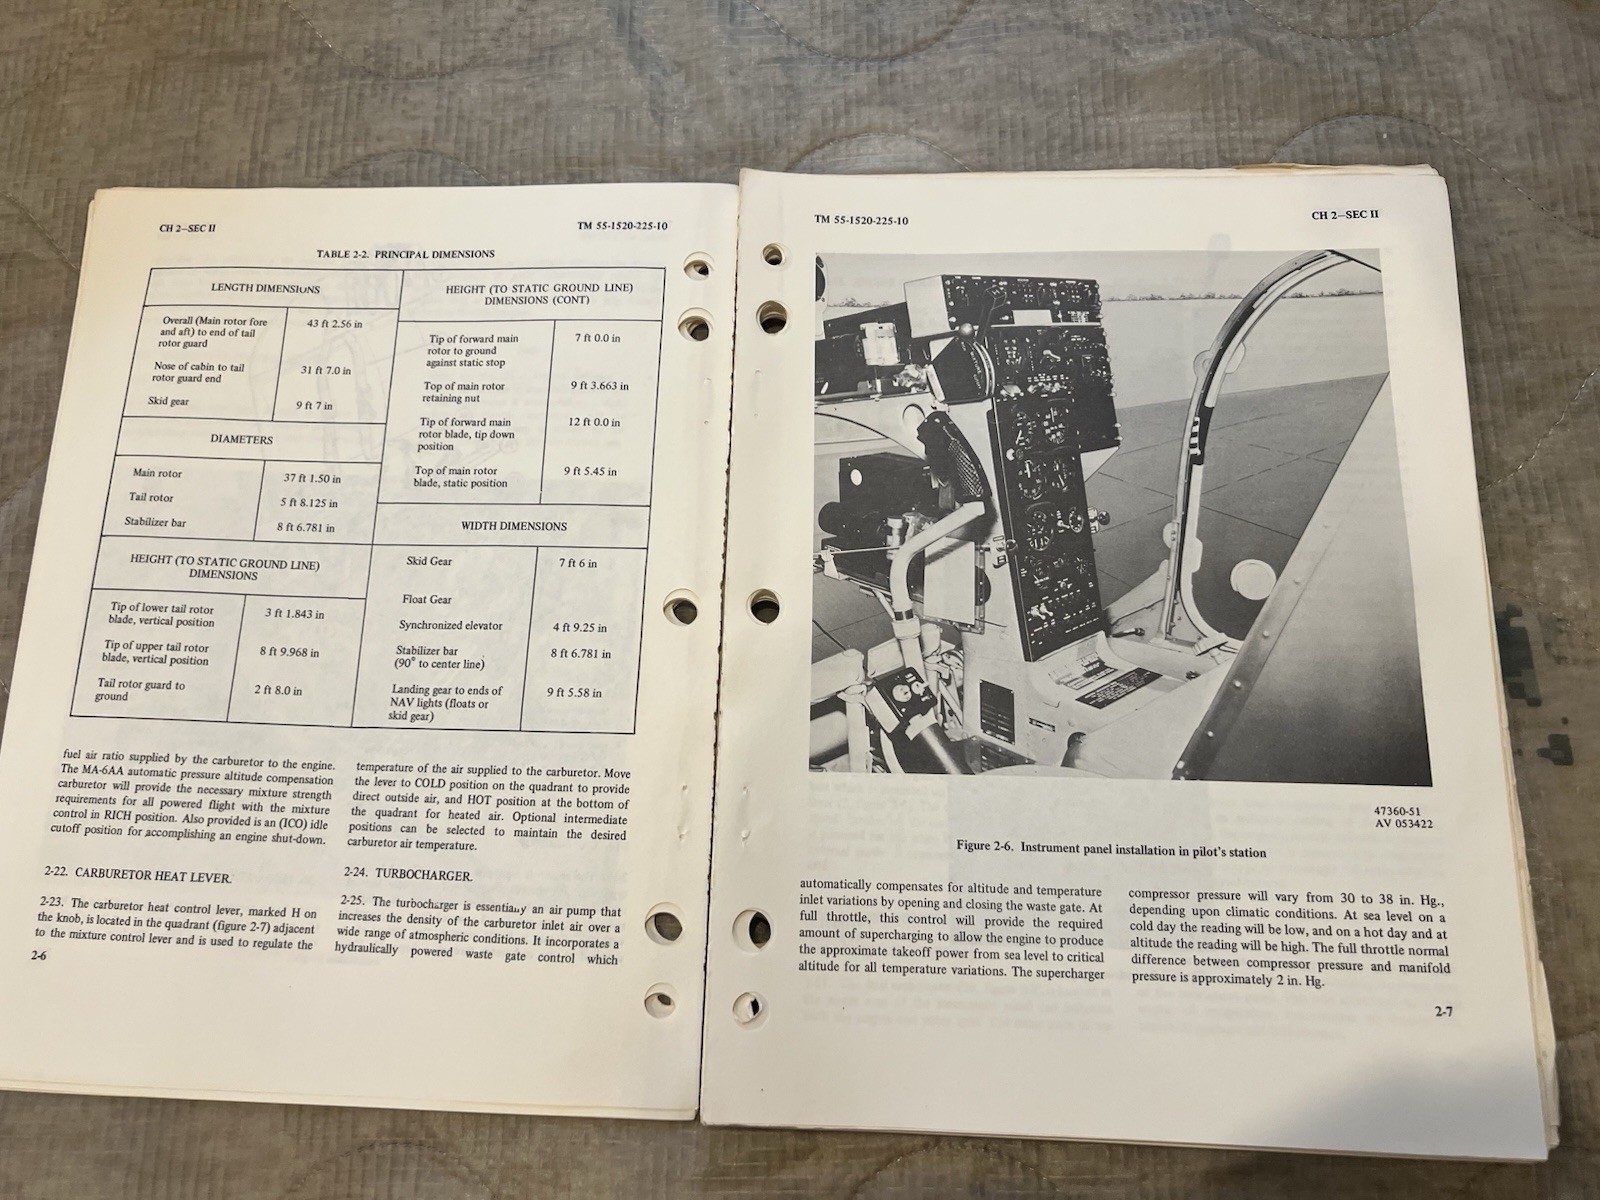 CH 2—SEC II
TM 55-1520-225-10
TABLE 2-2. PRINCIPAL DIMENSIONS
LENGTH DIMENSIONS
Overall (Main rotor fore
and aft) to end of tail
rotor guard
43 ft 2.56 in
Nose of cabin to tail
rotor guard end
31 ft 7.0 in
Skid gear
9 ft 7 in
DIAMETERS
Main rotor
37 ft 1.50 in
Tail rotor
5 ft 8.125 in
Stabilizer bar
8 ft 6.781 in
HEIGHT (TO STATIC GROUND LINE)
DIMENSIONS
Tip of lower tail rotor
blade, vertical position
3 ft 1.843 in
Tip of upper tail rotor
blade, vertical position
8 ft 9.968 in
Tail rotor guard to
ground
2 ft 8.0 in
HEIGHT (TO STATIC GROUND LINE)
DIMENSIONS (CONT)
Tip of forward main
rotor to ground
against static stop
7 ft 0.0 in
Top of main rotor
retaining nut
9 ft 3.663 in
Tip of forward main
rotor blade, tip down
position
12 ft 0.0 in
Top of main rotor
blade, static position
9 ft 5.45 in
WIDTH DIMENSIONS
Skid Gear
7 ft 6 in
Float Gear
Synchronized elevator
4 ft 9.25 in
Stabilizer bar
(90° to center line)
8 ft 6.781 in
Landing gear to ends of
NAV lights (floats or
skid gear)
9 ft 5.58 in
fuel air ratio supplied by the carburetor to the engine.
The MA-6AA automatic pressure altitude compensation
carburetor will provide the necessary mixture strength
requirements for all powered flight with the mixture
control in RICH position. Also provided is an (ICO) idle
cutoff position for accomplishing an engine shut-down.
2-22. CARBURETOR HEAT LEVER.
2-23. The carburetor heat control lever, marked H on
the knob, is located in the quadrant (figure 2-7) adjacent
to the mixture control lever and is used to regulate the
temperature of the air supplied to the carburetor. Move
the lever to COLD position on the quadrant to provide
direct outside air, and HOT position at the bottom of
the quadrant for heated air. Optional intermediate
positions can be selected to maintain the desired
carburetor air temperature.
2-24. TURBOCHARGER.
2-25. The turbocharger is essentially an air pump that
increases the density of the carburetor inlet air over a
wide range of atmospheric conditions. It incorporates a
hydraulically powered waste gate control which
2-6
TM 55-1520-225-10
CH 2—SEC II
47360-51
AV 053422
Figure 2-6. Instrument panel installation in pilot's station
automatically compensates for altitude and temperature
inlet variations by opening and closing the waste gate. At
full throttle, this control will provide the required
amount of supercharging to allow the engine to produce
the approximate takeoff power from sea level to critical
altitude for all temperature variations. The supercharger
compressor pressure will vary from 30 to 38 in. Hg.,
depending upon climatic conditions. At sea level on a
cold day the reading will be low, and on a hot day and at
altitude the reading will be high. The full throttle normal
difference between compressor pressure and manifold
pressure is approximately 2 in. Hg.
2-7